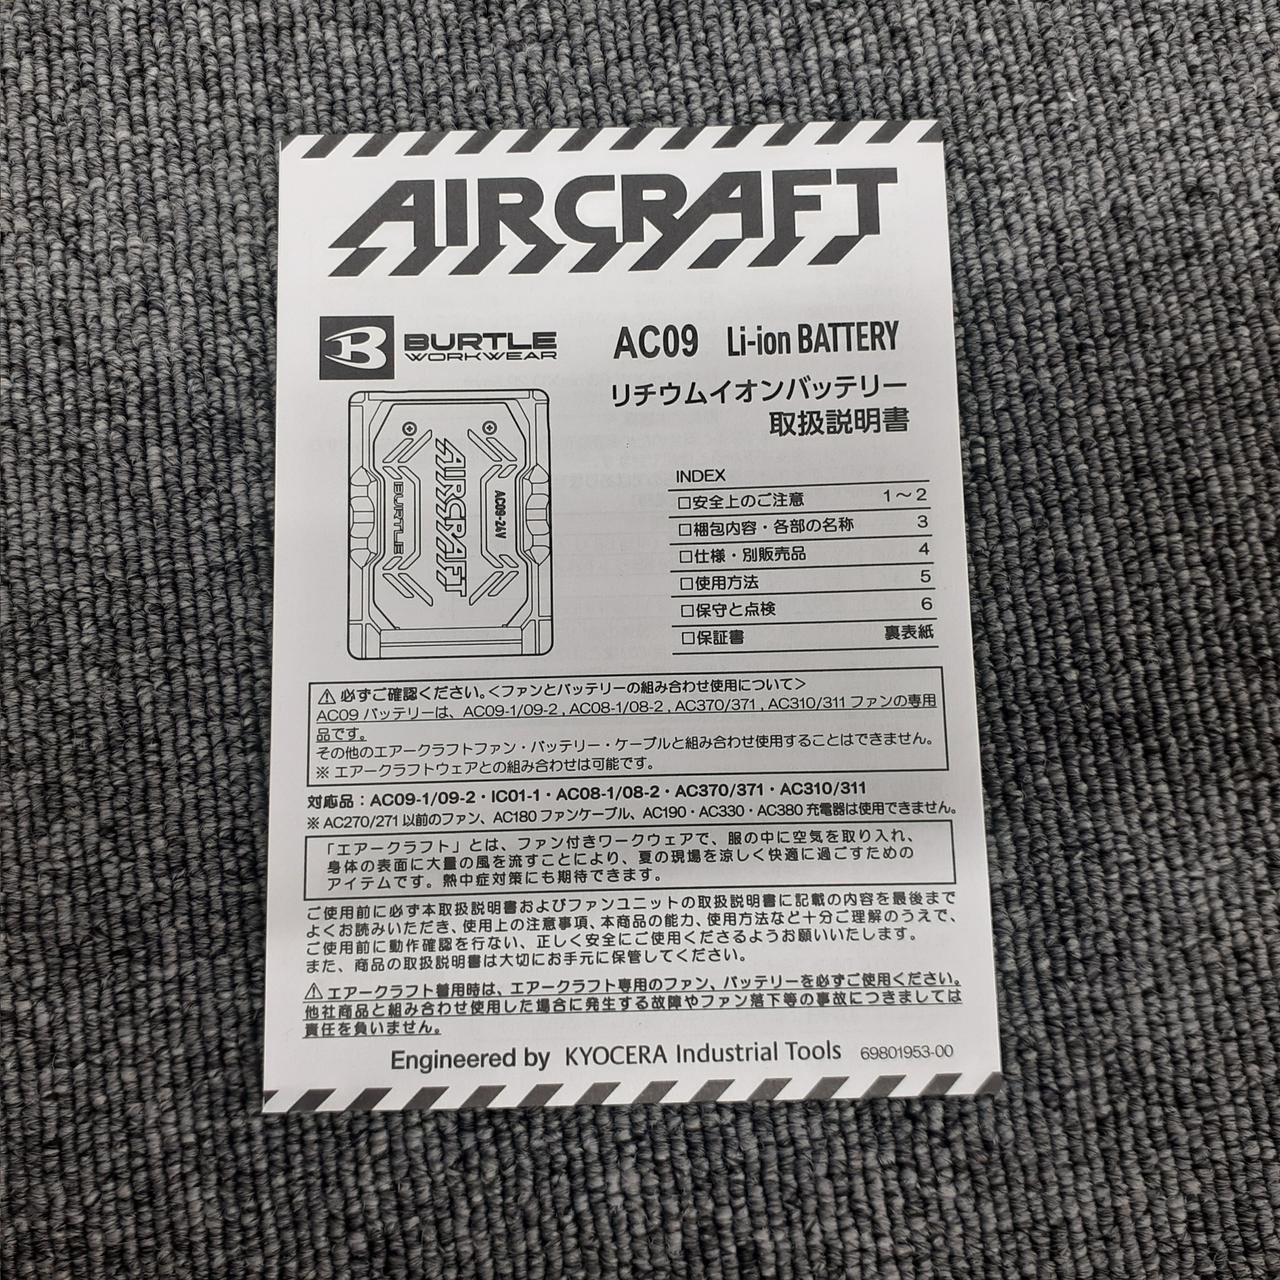 AIRCRAFT
B BURTLE
WORKWEAR
AC09 Li-ion BATTERY
リチウムイオンバッテリー
取扱説明書
AIRCRAFT
BURTLE
AC09・24V
INDEX
□安全上のご注意 1～2
□梱包内容・各部の名称 3
□仕様・別販売品 4
□使用方法 5
□保守と点検 6
□保証書 裏表紙
⚠ 必ずご確認ください。＜ファンとバッテリーの組み合わせ使用について＞
AC09 バッテリーは、AC09-1/09-2 , AC08-1/08-2 , AC370/371 , AC310/311 ファンの専用
品です。
その他のエアークラフトファン・バッテリー・ケーブルと組み合わせ使用することはできません。
※ エアークラフトウェアとの組み合わせは可能です。
対応品：AC09-1/09-2・IC01-1・AC08-1/08-2・AC370/371・AC310/311
※ AC270/271 以前のファン、AC180 ファンケーブル、AC190・AC330・AC380 充電器は使用できません。
「エアークラフト」とは、ファン付きワークウェアで、服の中に空気を取り入れ、
身体の表面に大量の風を流すことにより、夏の現場を涼しく快適に過ごすための
アイテムです。熱中症対策にも期待できます。
ご使用前に必ず本取扱説明書およびファンユニットの取扱説明書に記載の内容を最後まで
よくお読みいただき、使用上の注意事項、本商品の能力、使用方法など十分ご理解のうえで、
ご使用前に動作確認を行ない、正しく安全にご使用くださるようお願いいたします。
また、商品の取扱説明書は大切にお手元に保管してください。
⚠ エアークラフト着用時は、エアークラフト専用のファン、バッテリーを必ずご使用ください。
他社商品と組み合わせ使用した場合に発生する故障やファン落下等の事故につきましては
責任を負いません。
Engineered by KYOCERA Industrial Tools 69801953-00